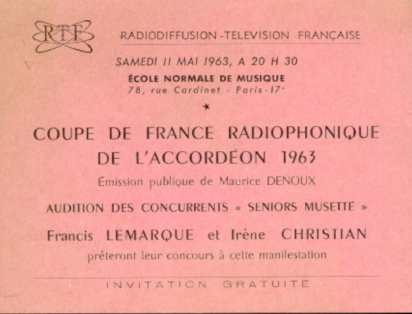 RTF
RADIODIFFUSION-TÉLÉVISION FRANÇAISE
SAMEDI 11 MAI 1963, A 20 H 30
ÉCOLE NORMALE DE MUSIQUE
78, rue Cardinet - Paris-17e
COUPE DE FRANCE RADIOPHONIQUE
DE L'ACCORDÉON 1963
Émission publique de Maurice DENOUX
AUDITION DES CONCURRENTS « SENIORS MUSETTE »
Francis LEMARQUE et Irène CHRISTIAN
prêteront leur concours à cette manifestation
INVITATION GRATUITE